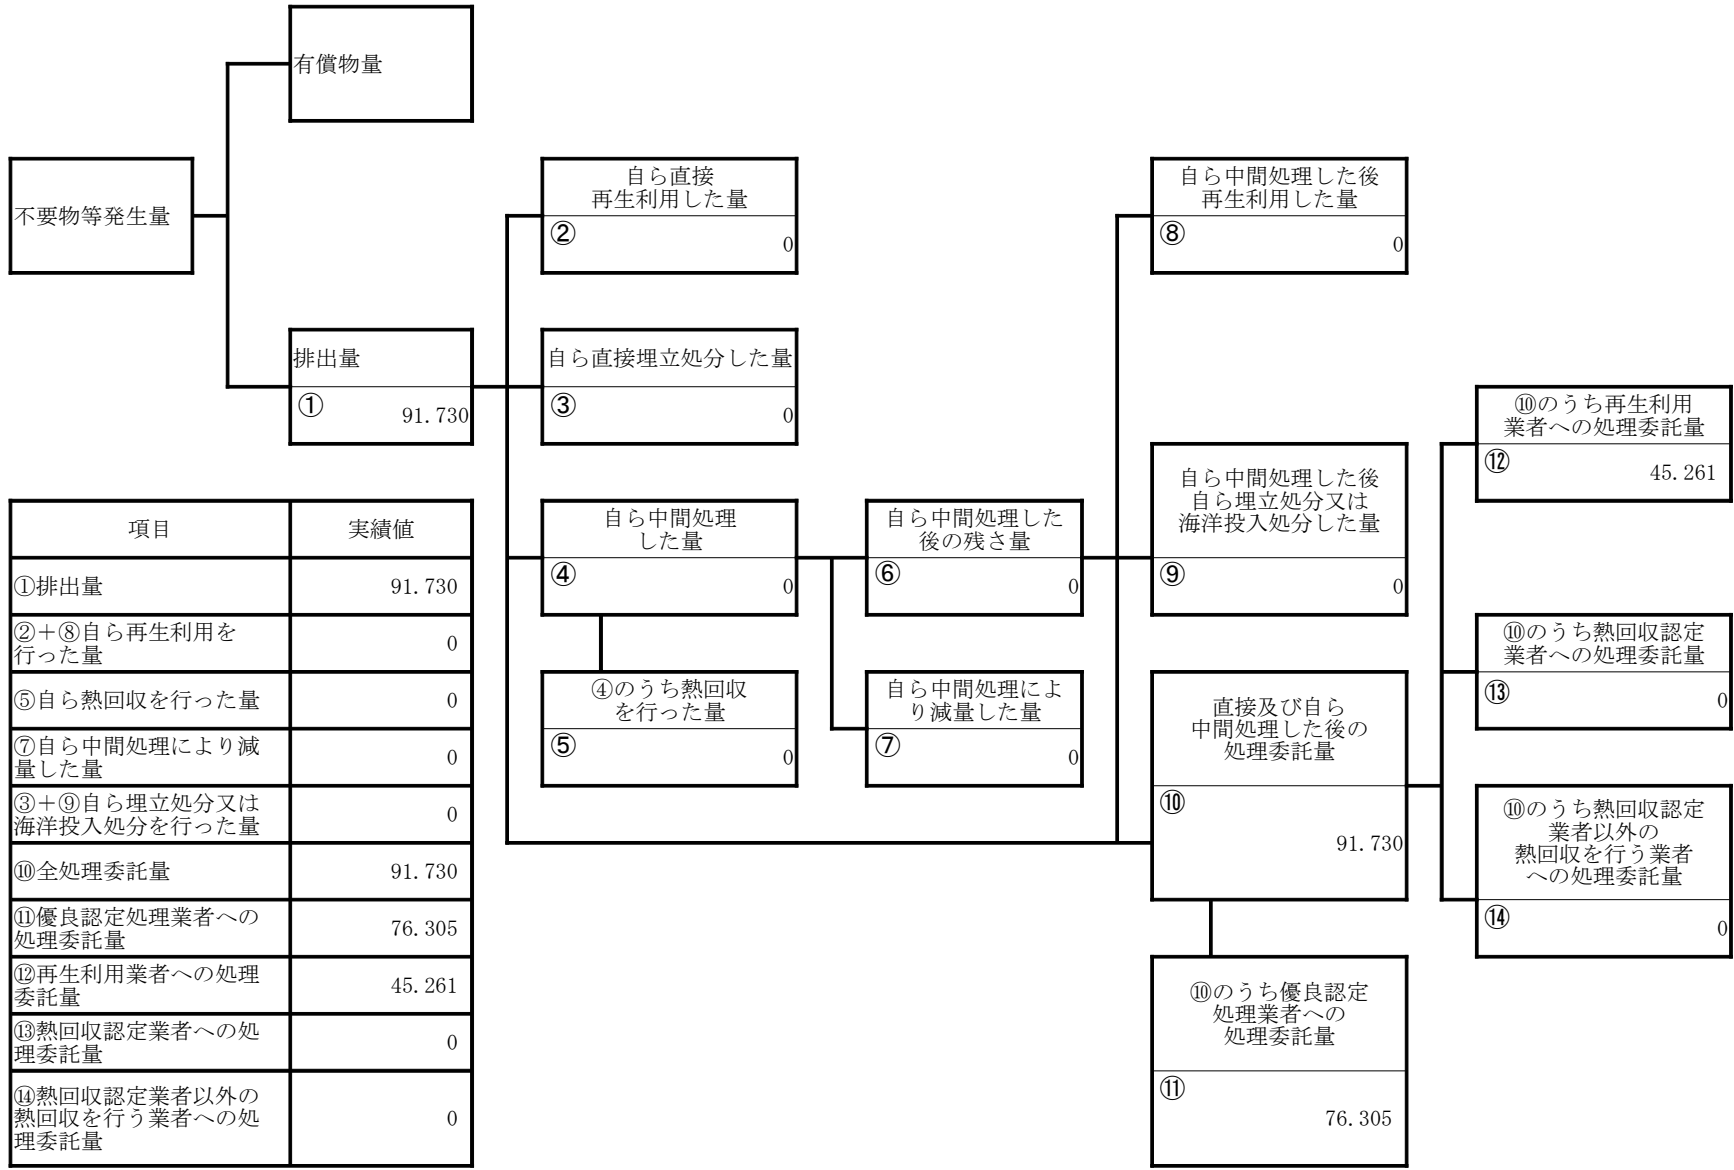 有償物量
不要物等発生量
自ら直接
再生利用した量
②
0
自ら中間処理した後
再生利用した量
⑧
0
排出量
①
91.730
自ら直接埋立処分した量
③
0
⑩のうち再生利用
業者への処理委託量
⑫
45.261
自ら中間処理
した量
④
0
自ら中間処理した
後の残さ量
⑥
0
自ら中間処理した後
自ら埋立処分又は
海洋投入処分した量
⑨
0
⑩のうち熱回収認定
業者への処理委託量
⑬
0
④のうち熱回収
を行った量
⑤
0
自ら中間処理によ
り減量した量
⑦
0
直接及び自ら
中間処理した後の
処理委託量
⑩
91.730
⑩のうち熱回収認定
業者以外の
熱回収を行う業者
への処理委託量
⑭
0
⑩のうち優良認定
処理業者への
処理委託量
⑪
76.305
項目
実績値
①排出量
91.730
②＋⑧自ら再生利用を
行った量
0
⑤自ら熱回収を行った量
0
⑦自ら中間処理により減
量した量
0
③＋⑨自ら埋立処分又は
海洋投入処分を行った量
0
⑩全処理委託量
91.730
⑪優良認定処理業者への
処理委託量
76.305
⑫再生利用業者への処理
委託量
45.261
⑬熱回収認定業者への処
理委託量
0
⑭熱回収認定業者以外の
熱回収を行う業者への処
理委託量
0